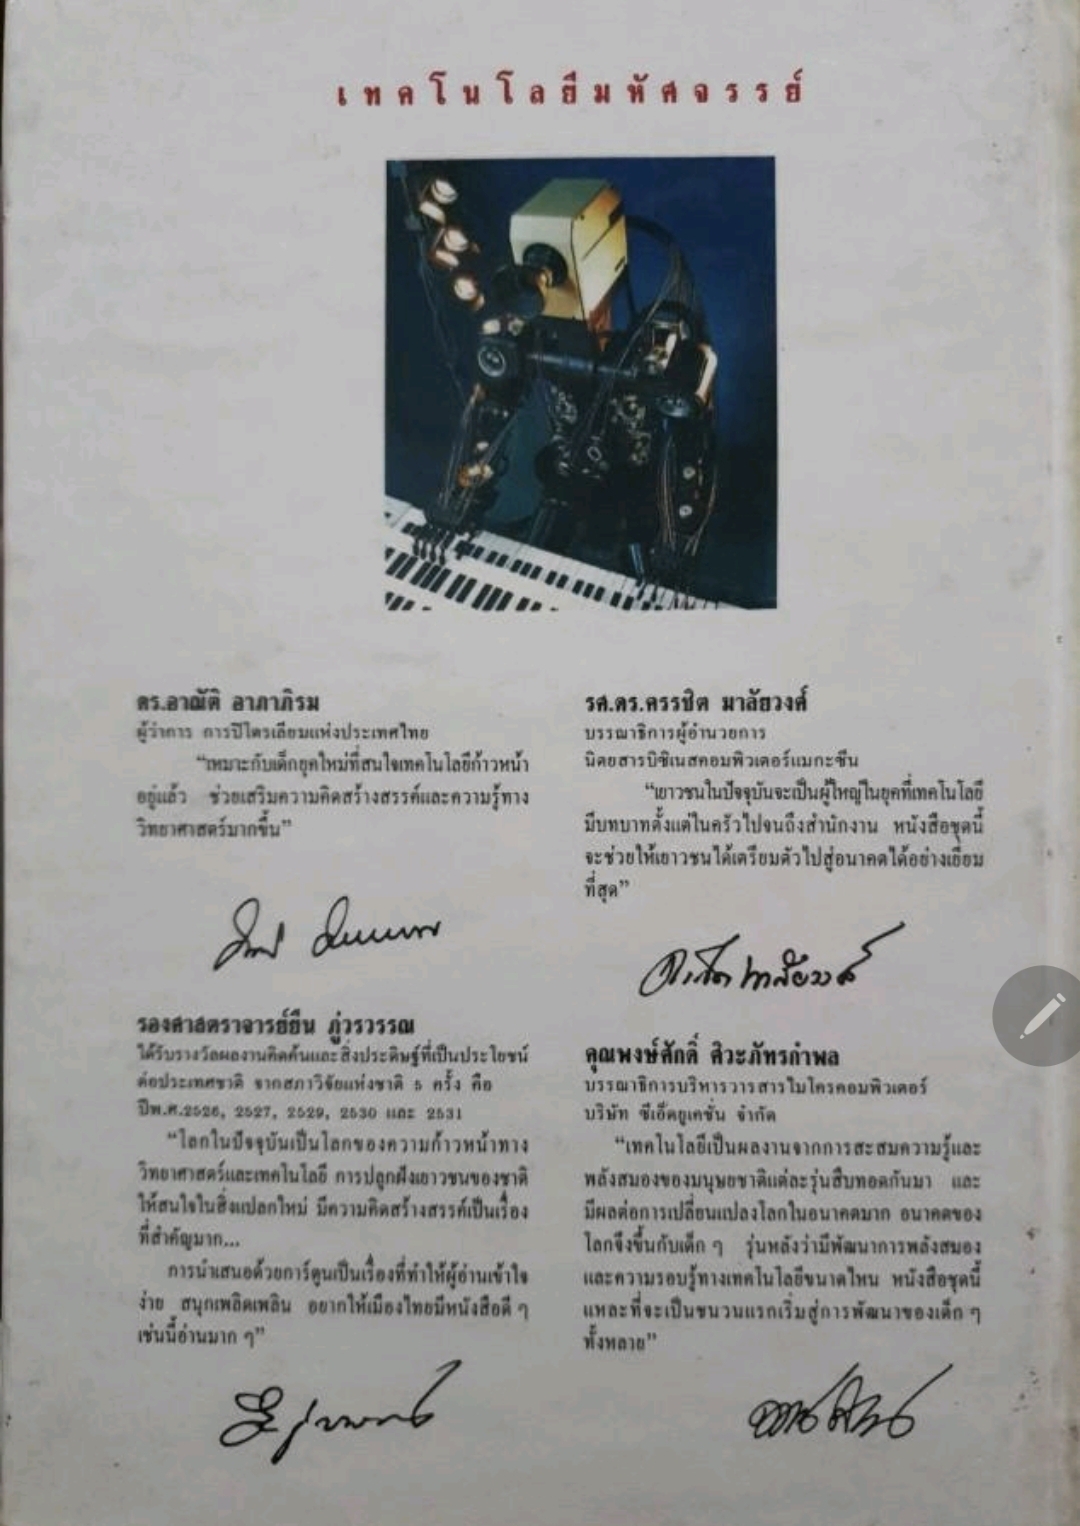 เทคโนโลยีมหัศจรรย์
ดร.อาณัติ อาภาภิรม
ผู้ว่าการ การปิโตรเลียมแห่งประเทศไทย
“เหมาะกับเด็กยุคใหม่ที่สนใจเทคโนโลยีก้าวหน้า
อยู่แล้ว ช่วยเสริมความคิดสร้างสรรค์และความรู้ทาง
วิทยาศาสตร์มากขึ้น”
รองศาสตราจารย์ยืน ภู่วรวรรณ
ได้รับรางวัลผลงานคิดค้นและสิ่งประดิษฐ์ที่เป็นประโยชน์
ต่อประเทศชาติ จากสภาวิจัยแห่งชาติ 5 ครั้ง คือ
ปีพ.ศ.2526, 2527, 2529, 2530 และ 2531
“โลกในปัจจุบันเป็นโลกของความก้าวหน้าทาง
วิทยาศาสตร์และเทคโนโลยี การปลูกฝังเยาวชนของชาติ
ให้สนใจในสิ่งแปลกใหม่ มีความคิดสร้างสรรค์เป็นเรื่อง
ที่สำคัญมาก...
การนำเสนอด้วยการ์ตูนเป็นเรื่องที่ทำให้ผู้อ่านเข้าใจ
ง่าย สนุกเพลิดเพลิน อยากให้เมืองไทยมีหนังสือดี ๆ
เช่นนี้อ่านมาก ๆ”
รศ.ดร.ครรชิต มาลัยวงศ์
บรรณาธิการผู้อำนวยการ
นิตยสารบิซิเนสคอมพิวเตอร์แมกะซีน
“เยาวชนในปัจจุบันจะเป็นผู้ใหญ่ในยุคที่เทคโนโลยี
มีบทบาทตั้งแต่ในครัวไปจนถึงสำนักงาน หนังสือชุดนี้
จะช่วยให้เยาวชนได้เตรียมตัวไปสู่อนาคตได้อย่างเยี่ยม
ที่สุด”
ครรชิต มาลัยวงศ์
คุณพงษ์ศักดิ์ ศิวะภัทรกำพล
บรรณาธิการบริหารวารสารไมโครคอมพิวเตอร์
บริษัท ซีเอ็ดยูเคชั่น จำกัด
“เทคโนโลยีเป็นผลงานจากการสะสมความรู้และ
พลังสมองของมนุษยชาติแต่ละรุ่นสืบทอดกันมา และ
มีผลต่อการเปลี่ยนแปลงโลกในอนาคตมาก อนาคตของ
โลกจึงขึ้นกับเด็ก ๆ รุ่นหลังว่ามีพัฒนาการพลังสมอง
และความรอบรู้ทางเทคโนโลยีขนาดไหน หนังสือชุดนี้
แหละที่จะเป็นชนวนแรกเริ่มสู่การพัฒนาของเด็ก ๆ
ทั้งหลาย”